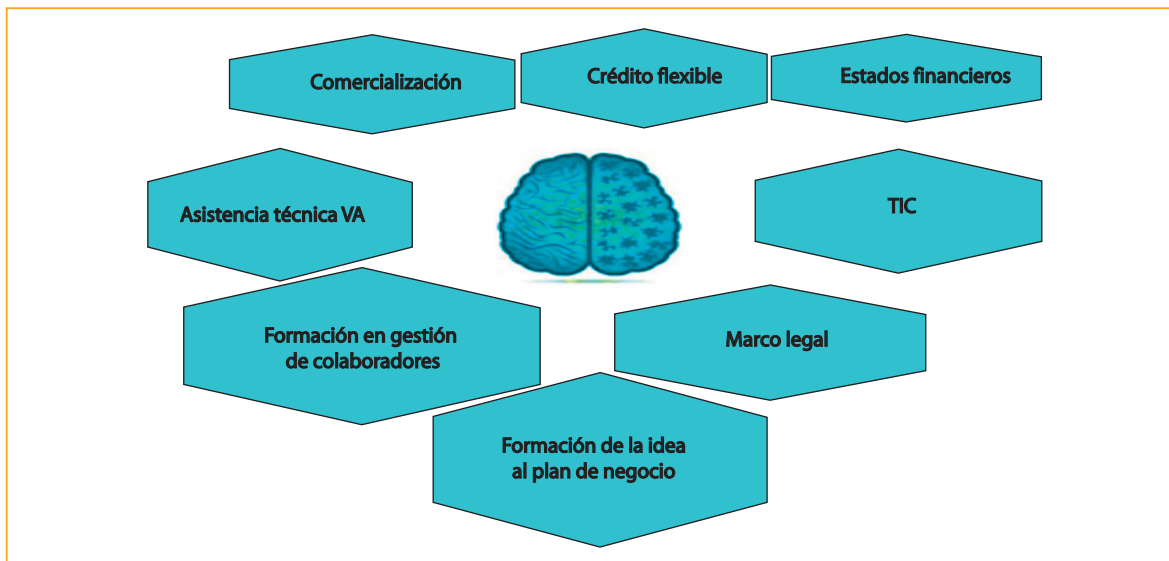 Comercialización
Crédito flexible
Estados financieros
Asistencia técnica VA
TIC
Formación en gestión
de colaboradores
Marco legal
Formación de la idea
al plan de negocio